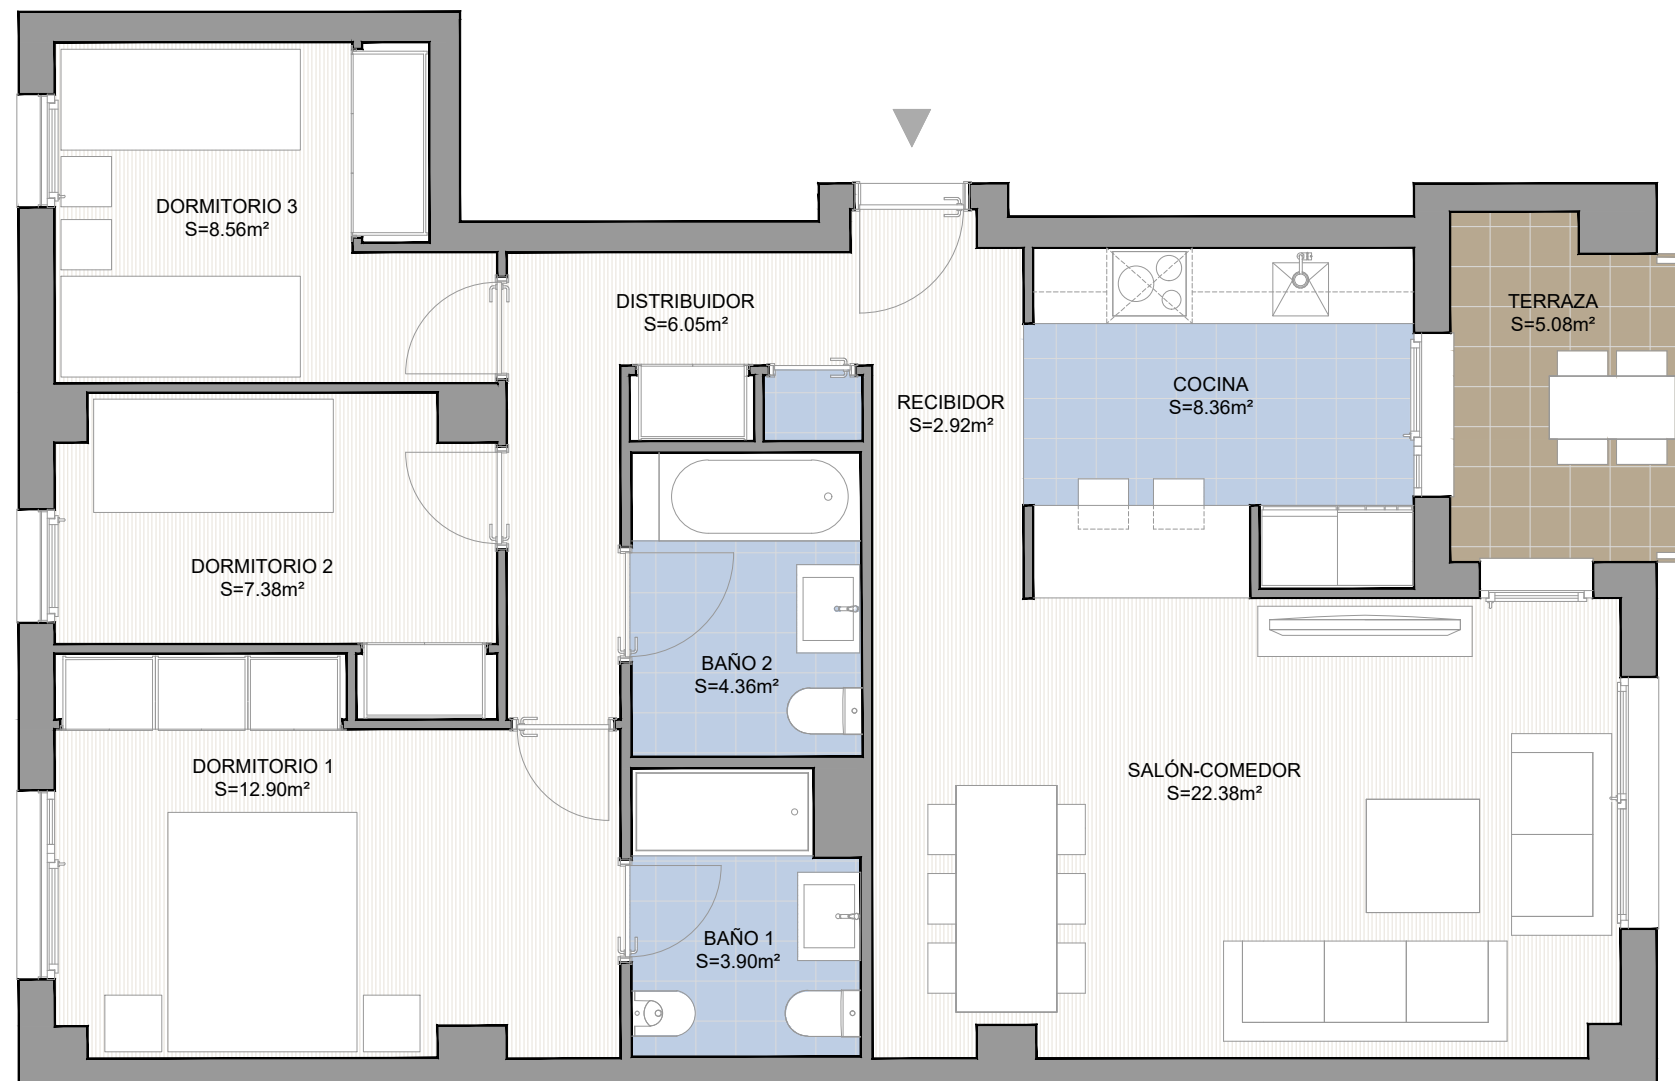 DORMITORIO 3
S=8.56m²
DISTRIBUIDOR
S=6.05m²
TERRAZA
S=5.08m²
COCINA
S=8.36m²
RECIBIDOR
S=2.92m²
DORMITORIO 2
S=7.38m²
BAÑO 2
S=4.36m²
DORMITORIO 1
S=12.90m²
SALÓN-COMEDOR
S=22.38m²
BAÑO 1
S=3.90m²